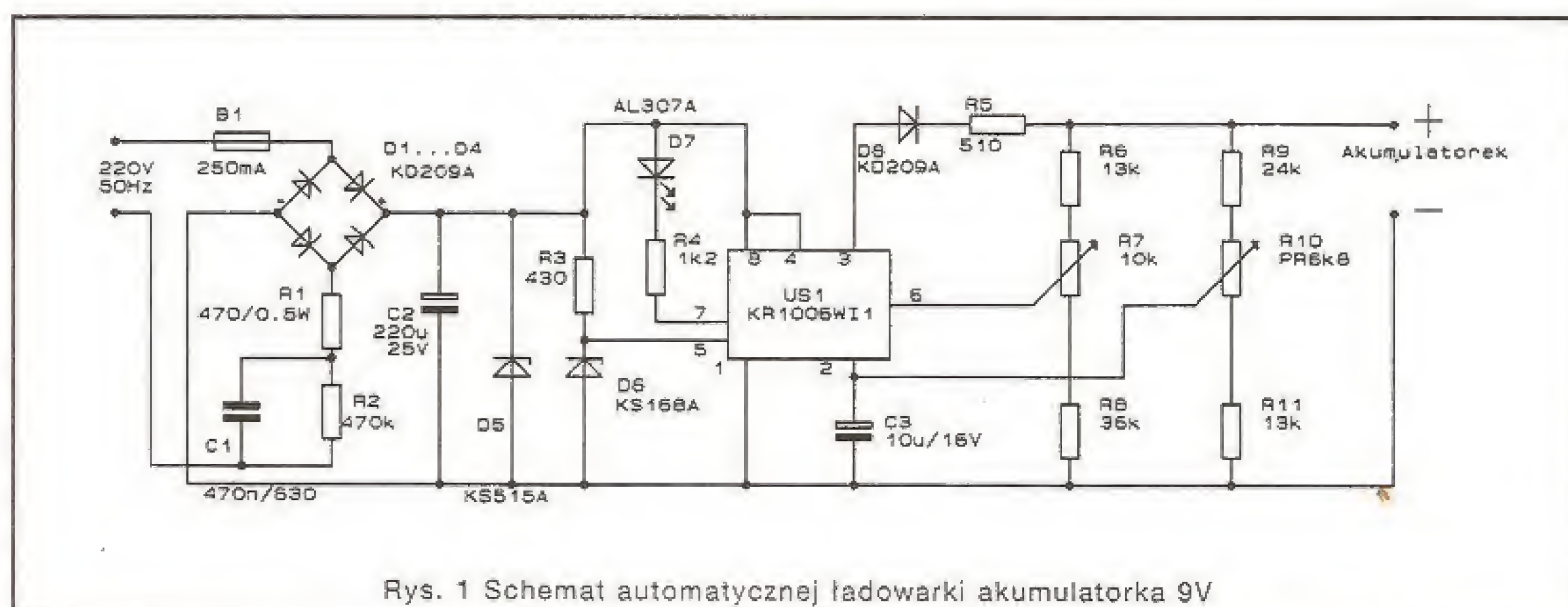 B1
250mA
220V
50Hz
D1...D4
KD209A
R1
470/0.5W
R2
470k
C1
470n/630
C2
220u
25V
D5
KS515A
R3
430
D6
KS168A
AL307A
D7
R4
1k2
8 4 3
US1
KR1006WI1
7
5
1
2
6
D8
KD209A
R5
510
C3
10u/16V
R6
13k
R7
10k
R8
36k
R9
24k
R10
PR6k8
R11
13k
+
Akumulatorek
-
Rys. 1 Schemat automatycznej ładowarki akumulatorka 9V